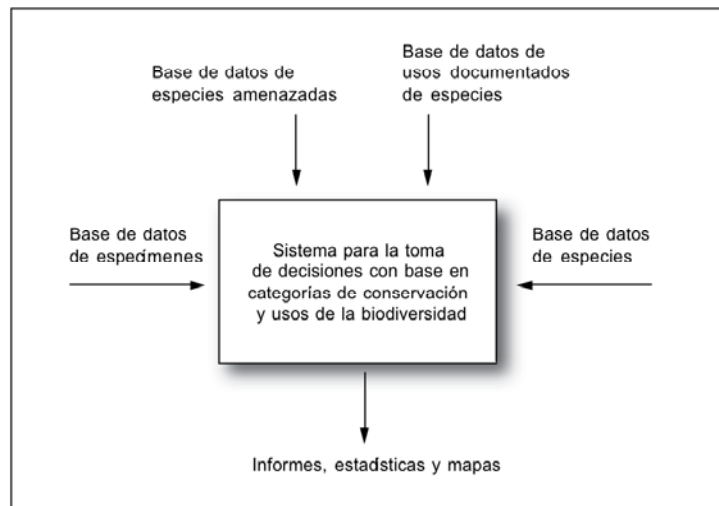 Base de datos de
especies amenazadas
Base de datos de
usos documentados
de especies
Base de datos
de especímenes
Sistema para la toma
de decisiones con base en
categorías de conservación
y usos de la biodiversidad
Base de datos
de especies
Informes, estadísticas y mapas